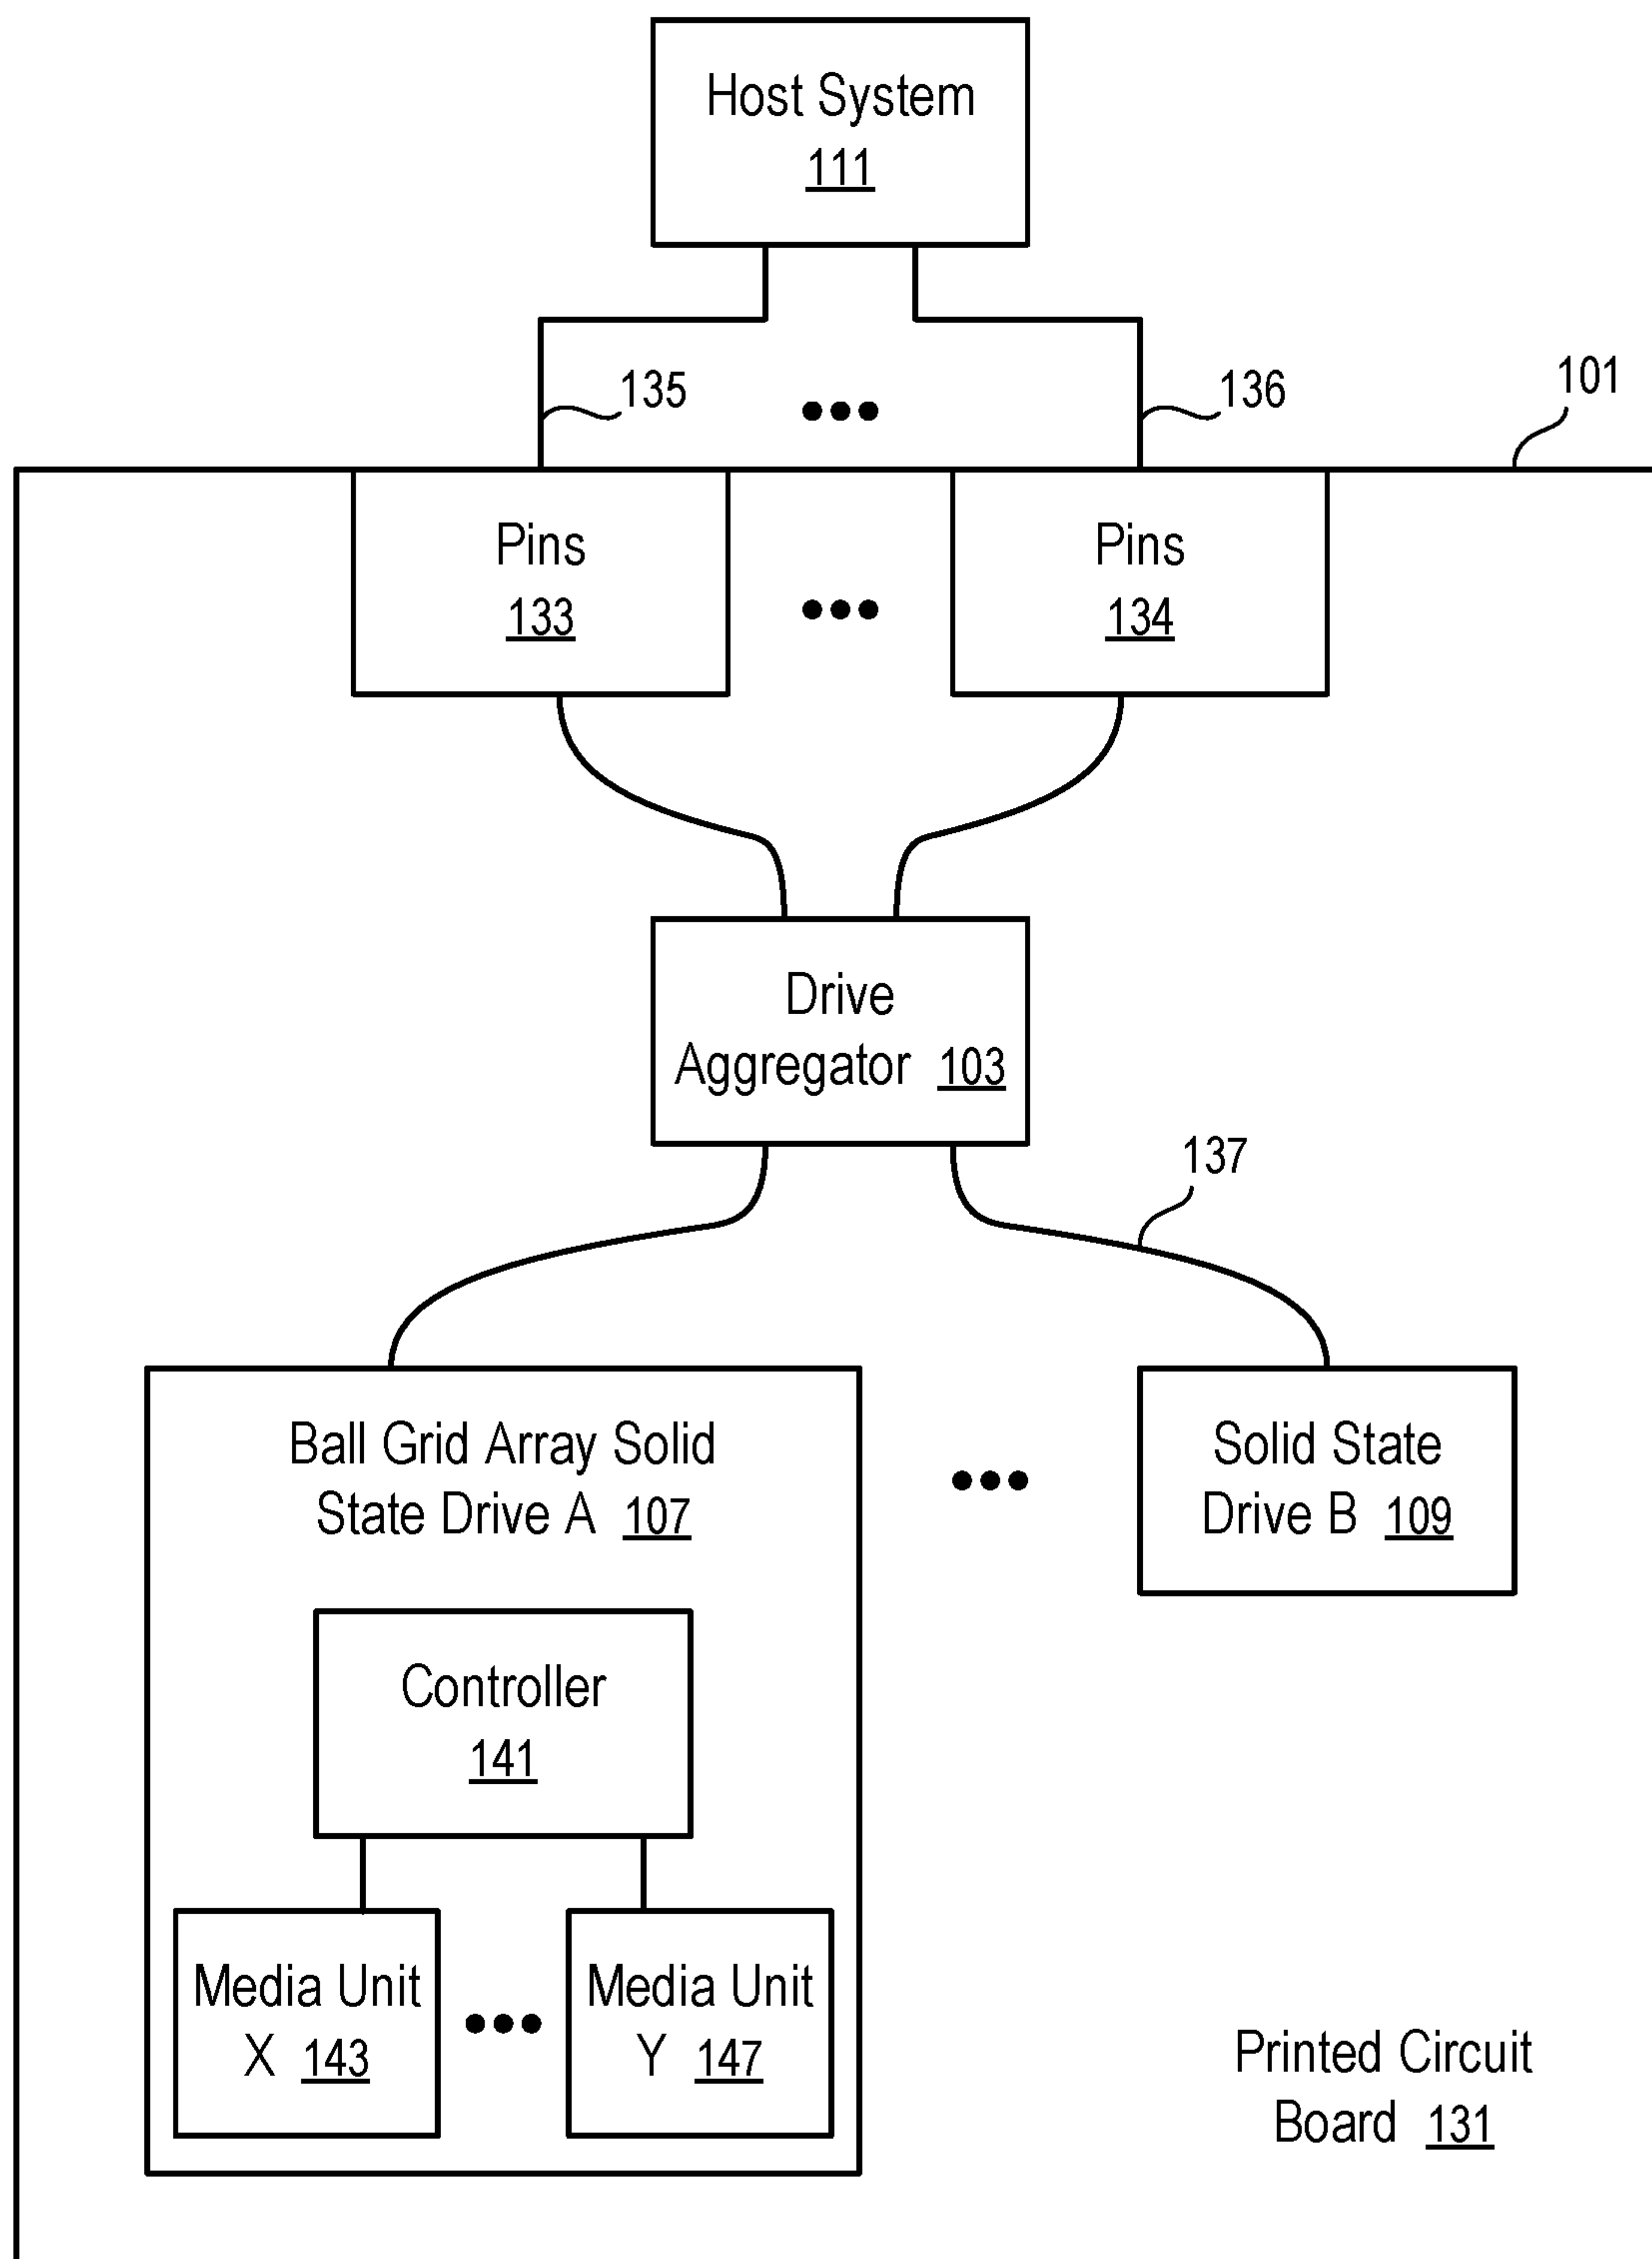 Host System
111
135
136
101
Pins
133
Pins
134
Drive
Aggregator 103
137
Ball Grid Array Solid
State Drive A 107
Solid State
Drive B 109
Controller
141
Media Unit
X 143
Media Unit
Y 147
Printed Circuit
Board 131